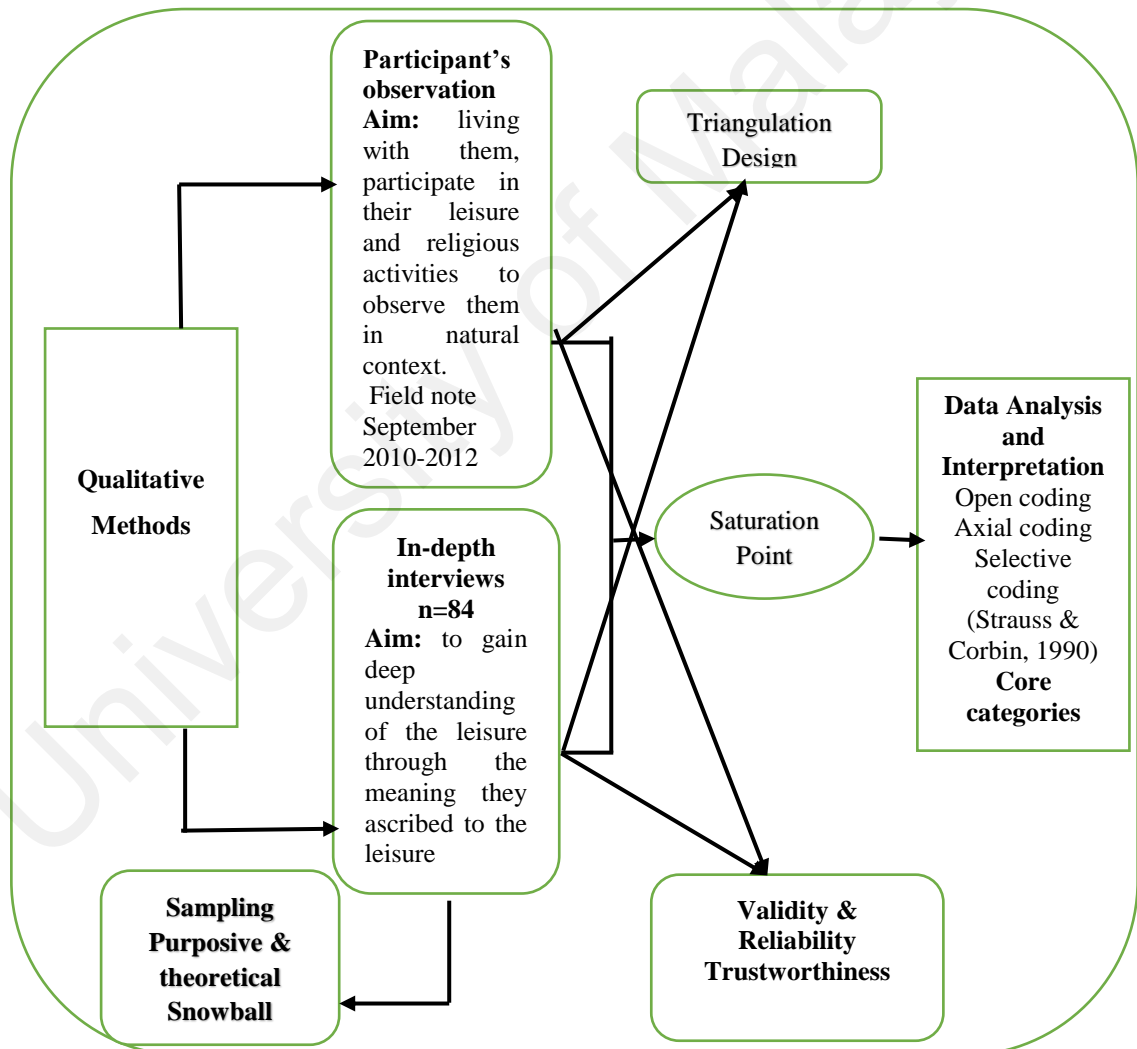 Participant's
observation
Aim: living
with them,
participate in
their leisure
and religious
activities to
observe them
in natural
context.
Field note
September
2010-2012
Triangulation
Design
Qualitative
Methods
In-depth
interviews
n=84
Aim: to gain
deep
understanding
of the leisure
through the
meaning they
ascribed to the
leisure
Saturation
Point
Data Analysis
and
Interpretation
Open coding
Axial coding
Selective
coding
(Strauss &
Corbin, 1990)
Core
categories
Sampling
Purposive &
theoretical
Snowball
Validity &
Reliability
Trustworthiness
University of Malay